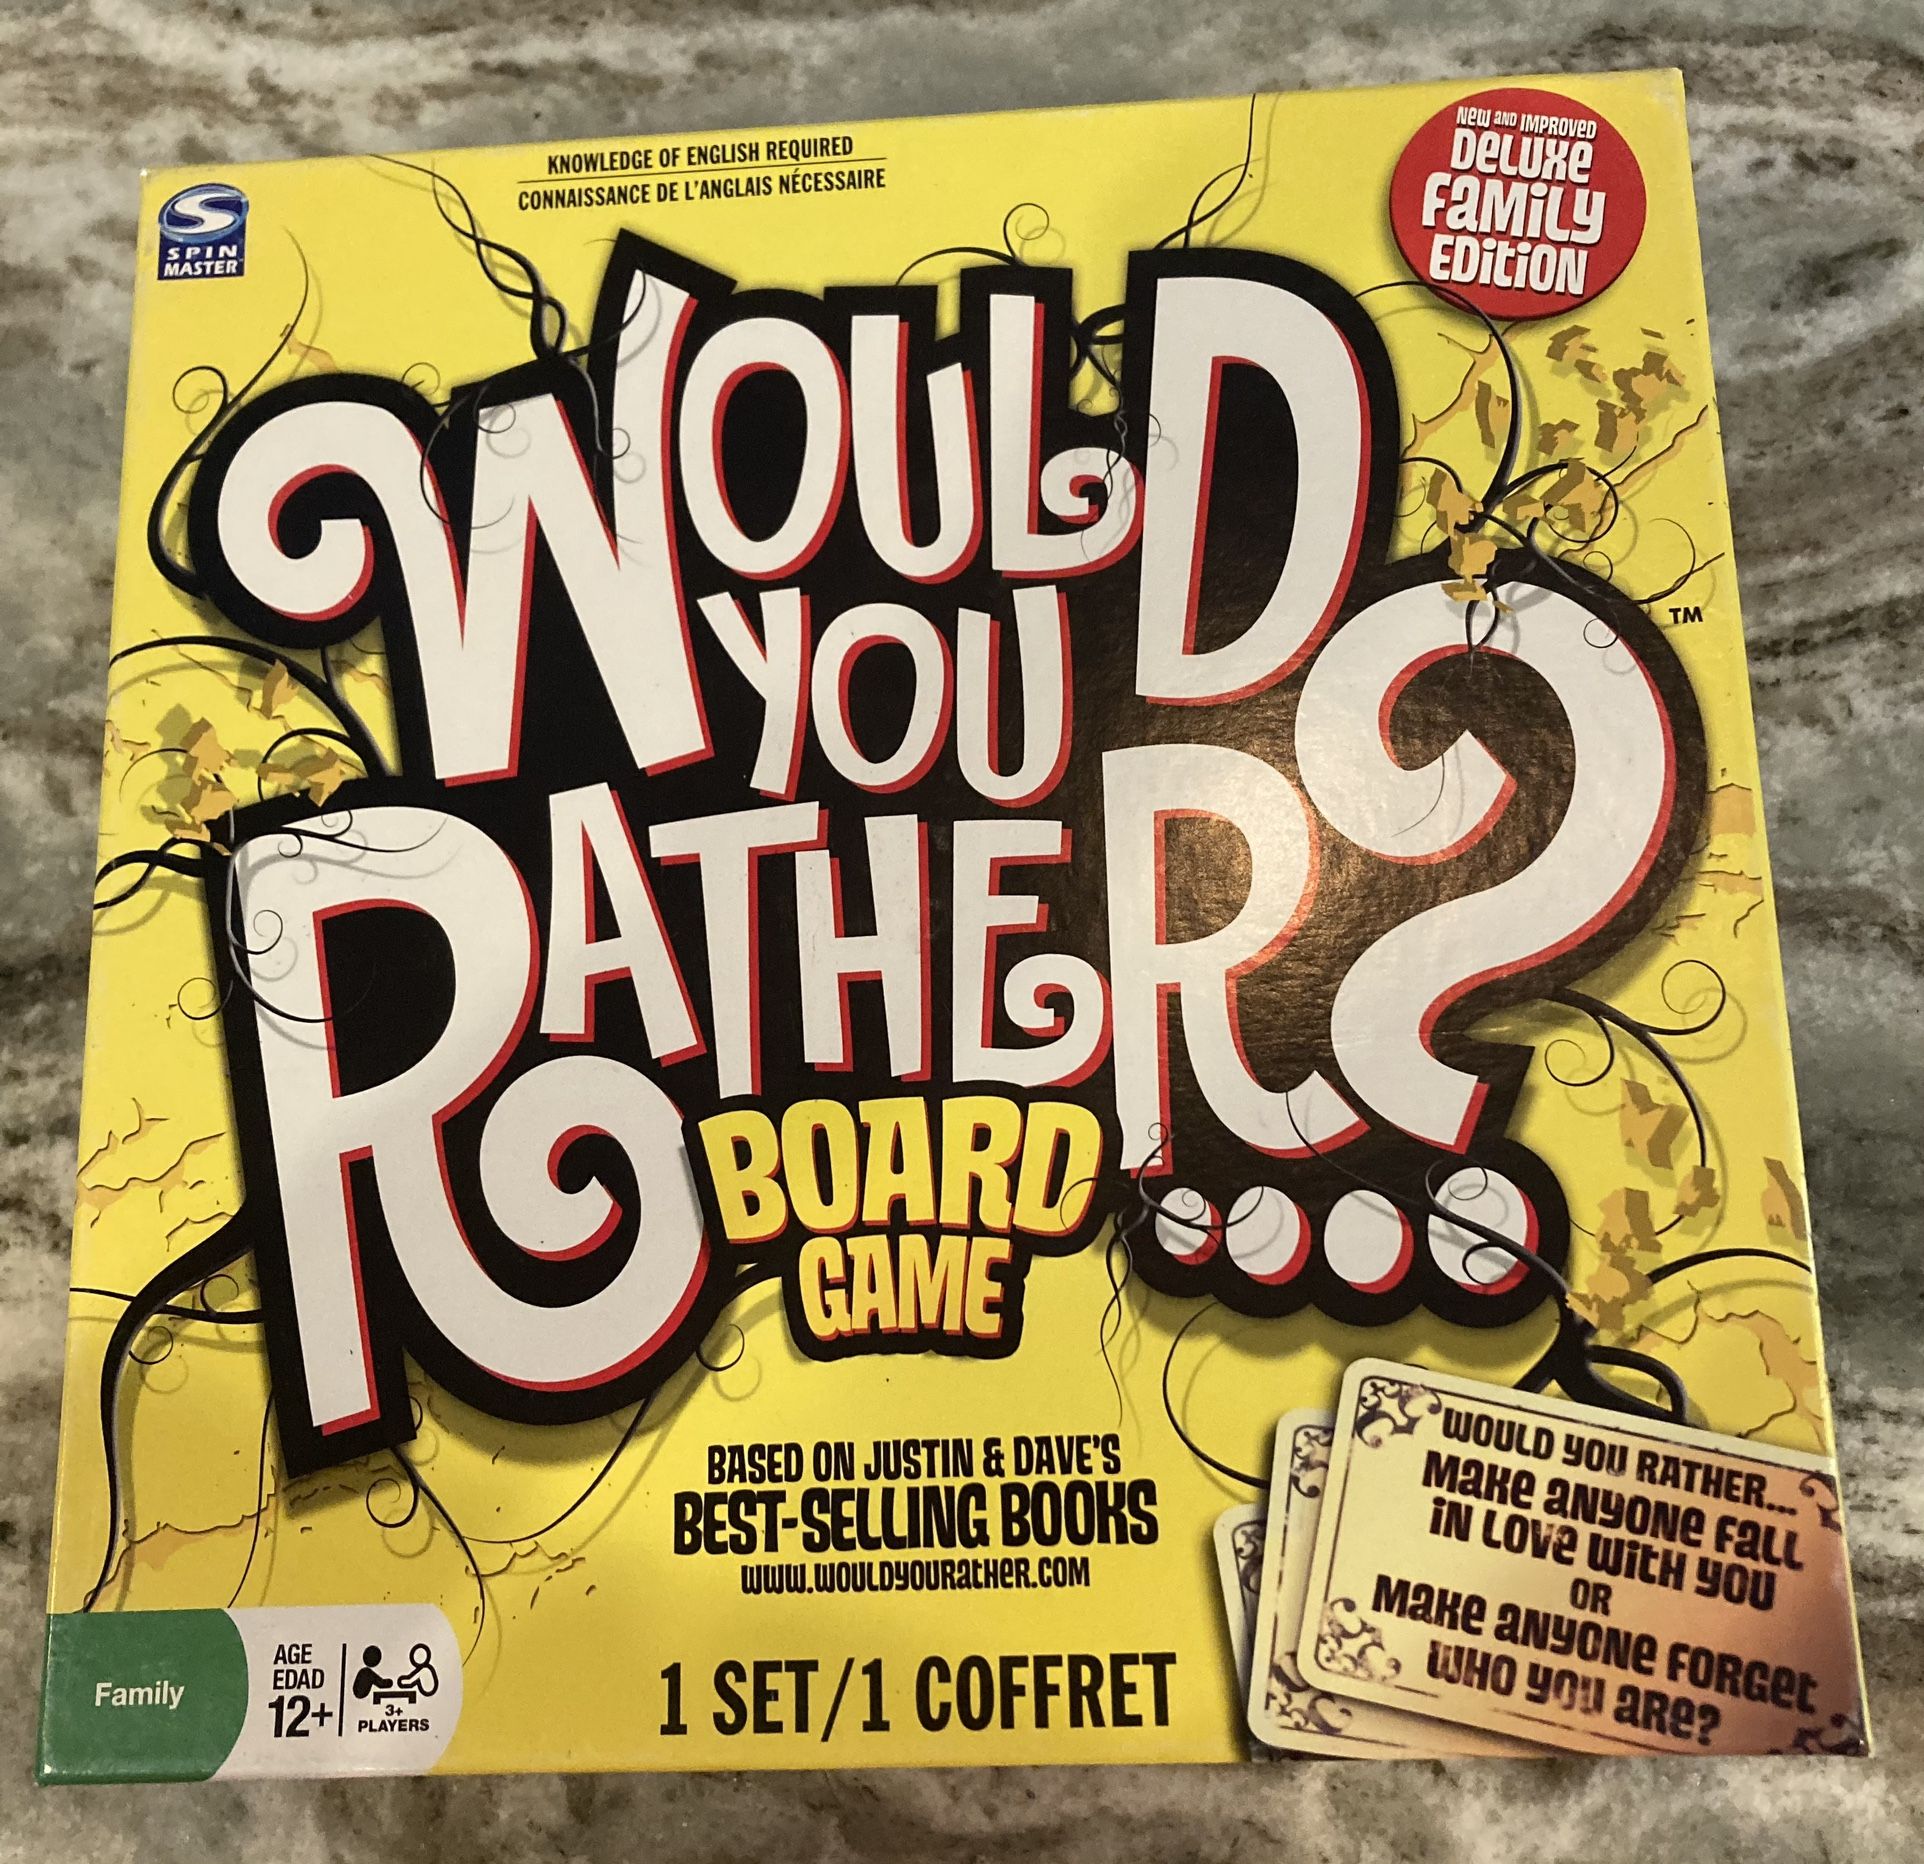 KNOWLEDGE OF ENGLISH REQUIRED
CONNAISSANCE DE L'ANGLAIS NÉCESSAIRE
S
SPIN
MASTER™
NEW AND IMPROVED
DELUXE
FAMILY
EDITION
WOULD
YOU
RATHER?...
™
BOARD
GAME
BASED ON JUSTIN & DAVE'S
BEST-SELLING BOOKS
WWW.WOULDYOURATHER.COM
WOULD YOU RATHER...
MAKE ANYONE FALL
IN LOVE WITH YOU
OR
MAKE ANYONE FORGET
WHO YOU ARE?
Family
AGE
EDAD
12+
3+
PLAYERS
1 SET/1 COFFRET